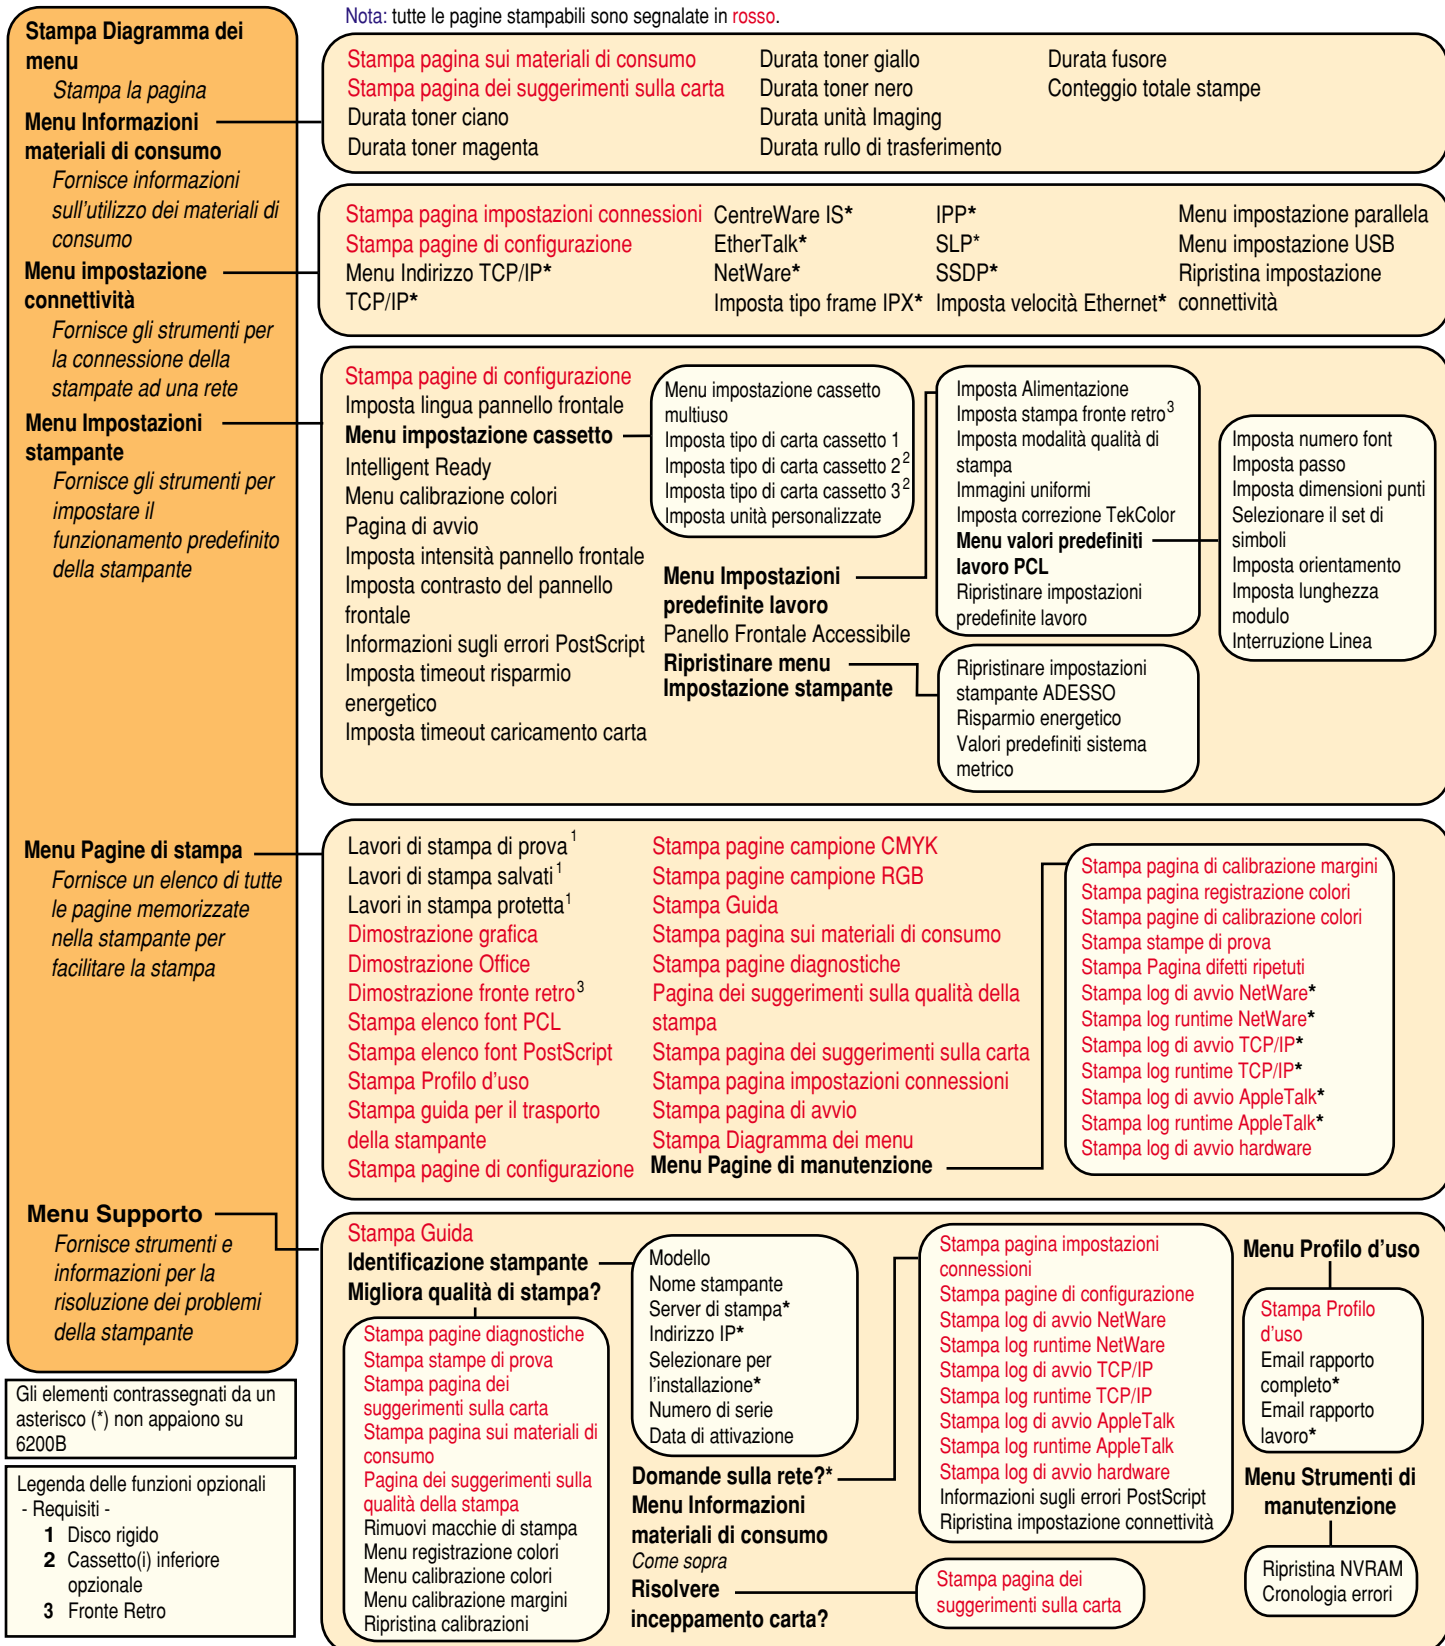 Nota: tutte le pagine stampabili sono segnalate in rosso.
Stampa Diagramma dei
menu
Stampa la pagina
Menu Informazioni
materiali di consumo
Fornisce informazioni
sull'utilizzo dei materiali di
consumo
Menu impostazione
connettività
Fornisce gli strumenti per
la connessione della
stampate ad una rete
Menu Impostazioni
stampante
Fornisce gli strumenti per
impostare il
funzionamento predefinito
della stampante
Menu Pagine di stampa
Fornisce un elenco di tutte
le pagine memorizzate
nella stampante per
facilitare la stampa
Menu Supporto
Fornisce strumenti e
informazioni per la
risoluzione dei problemi
della stampante
Gli elementi contrassegnati da un
asterisco (*) non appaiono su
6200B
Legenda delle funzioni opzionali
- Requisiti -
1 Disco rigido
2 Cassetto(i) inferiore
opzionale
3 Fronte Retro
Stampa pagina sui materiali di consumo
Stampa pagina dei suggerimenti sulla carta
Durata toner ciano
Durata toner magenta
Durata toner giallo
Durata toner nero
Durata unità Imaging
Durata rullo di trasferimento
Durata fusore
Conteggio totale stampe
Stampa pagina impostazioni connessioni
Stampa pagine di configurazione
Menu Indirizzo TCP/IP*
TCP/IP*
CentreWare IS*
EtherTalk*
NetWare*
Imposta tipo frame IPX*
IPP*
SLP*
SSDP*
Imposta velocità Ethernet*
Menu impostazione parallela
Menu impostazione USB
Ripristina impostazione
connettività
Stampa pagine di configurazione
Imposta lingua pannello frontale
Menu impostazione cassetto
Intelligent Ready
Menu calibrazione colori
Pagina di avvio
Imposta intensità pannello frontale
Imposta contrasto del pannello
frontale
Informazioni sugli errori PostScript
Imposta timeout risparmio
energetico
Imposta timeout caricamento carta
Menu impostazione cassetto
multiuso
Imposta tipo di carta cassetto 1
Imposta tipo di carta cassetto 2 2
Imposta tipo di carta cassetto 3 2
Imposta unità personalizzate
Menu Impostazioni
predefinite lavoro
Panello Frontale Accessibile
Ripristinare menu
Impostazione stampante
Imposta Alimentazione
Imposta stampa fronte retro 3
Imposta modalità qualità di
stampa
Immagini uniformi
Imposta correzione TekColor
Menu valori predefiniti
lavoro PCL
Ripristinare impostazioni
predefinite lavoro
Imposta numero font
Imposta passo
Imposta dimensioni punti
Selezionare il set di
simboli
Imposta orientamento
Imposta lunghezza
modulo
Interruzione Linea
Ripristinare impostazioni
stampante ADESSO
Risparmio energetico
Valori predefiniti sistema
metrico
Lavori di stampa di prova 1
Lavori di stampa salvati 1
Lavori in stampa protetta 1
Dimostrazione grafica
Dimostrazione Office
Dimostrazione fronte retro 3
Stampa elenco font PCL
Stampa elenco font PostScript
Stampa Profilo d'uso
Stampa guida per il trasporto
della stampante
Stampa pagine di configurazione
Stampa pagine campione CMYK
Stampa pagine campione RGB
Stampa Guida
Stampa pagina sui materiali di consumo
Stampa pagine diagnostiche
Pagina dei suggerimenti sulla qualità della
stampa
Stampa pagina dei suggerimenti sulla carta
Stampa pagina impostazioni connessioni
Stampa pagina di avvio
Stampa Diagramma dei menu
Menu Pagine di manutenzione
Stampa pagina di calibrazione margini
Stampa pagina registrazione colori
Stampa pagine di calibrazione colori
Stampa stampe di prova
Stampa Pagina difetti ripetuti
Stampa log di avvio NetWare*
Stampa log runtime NetWare*
Stampa log di avvio TCP/IP*
Stampa log runtime TCP/IP*
Stampa log di avvio AppleTalk*
Stampa log runtime AppleTalk*
Stampa log di avvio hardware
Stampa Guida
Identificazione stampante
Migliora qualità di stampa?
Stampa pagine diagnostiche
Stampa stampe di prova
Stampa pagina dei
suggerimenti sulla carta
Stampa pagina sui materiali di
consumo
Pagina dei suggerimenti sulla
qualità della stampa
Rimuovi macchie di stampa
Menu registrazione colori
Menu calibrazione colori
Menu calibrazione margini
Ripristina calibrazioni
Modello
Nome stampante
Server di stampa*
Indirizzo IP*
Selezionare per
l'installazione*
Numero di serie
Data di attivazione
Domande sulla rete?*
Menu Informazioni
materiali di consumo
Come sopra
Risolvere
inceppamento carta?
Stampa pagina impostazioni
connessioni
Stampa pagine di configurazione
Stampa log di avvio NetWare
Stampa log runtime NetWare
Stampa log di avvio TCP/IP
Stampa log runtime TCP/IP
Stampa log di avvio AppleTalk
Stampa log runtime AppleTalk
Stampa log di avvio hardware
Informazioni sugli errori PostScript
Ripristina impostazione connettività
Stampa pagina dei
suggerimenti sulla carta
Menu Profilo d'uso
Stampa Profilo
d'uso
Email rapporto
completo*
Email rapporto
lavoro*
Menu Strumenti di
manutenzione
Ripristina NVRAM
Cronologia errori